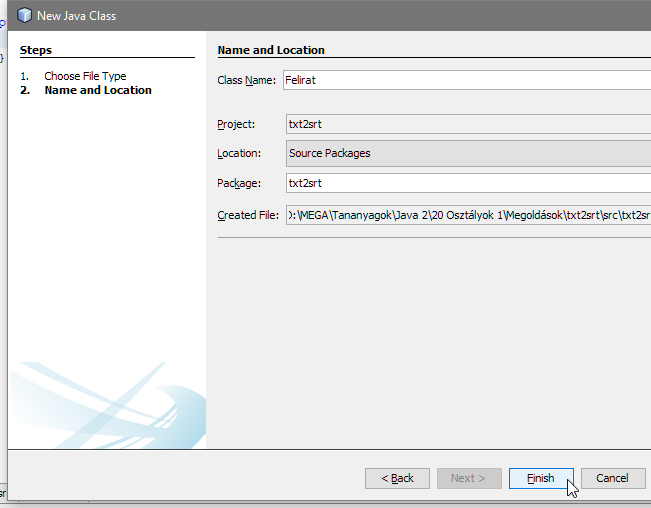 New Java Class
Steps
1. Choose File Type
2. Name and Location
Name and Location
Class Name: Felirat
Project: txt2srt
Location: Source Packages
Package: txt2srt
Created File: D:\MEGA\Tananyagok\Java 2\20 Osztályok 1\Megoldások\txt2srt\src\txt2sr
< Back
Next >
Finish
Cancel